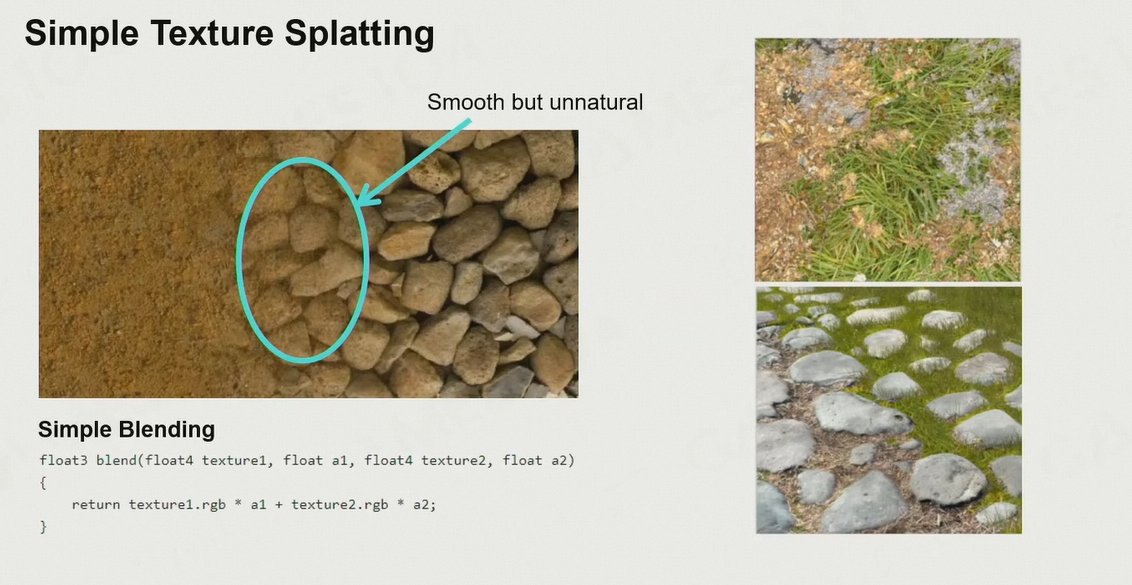 Simple Texture Splatting
Smooth but unnatural
Simple Blending
float3 blend(float4 texture1, float a1, float4 texture2, float a2)
{
    return texture1.rgb * a1 + texture2.rgb * a2;
}